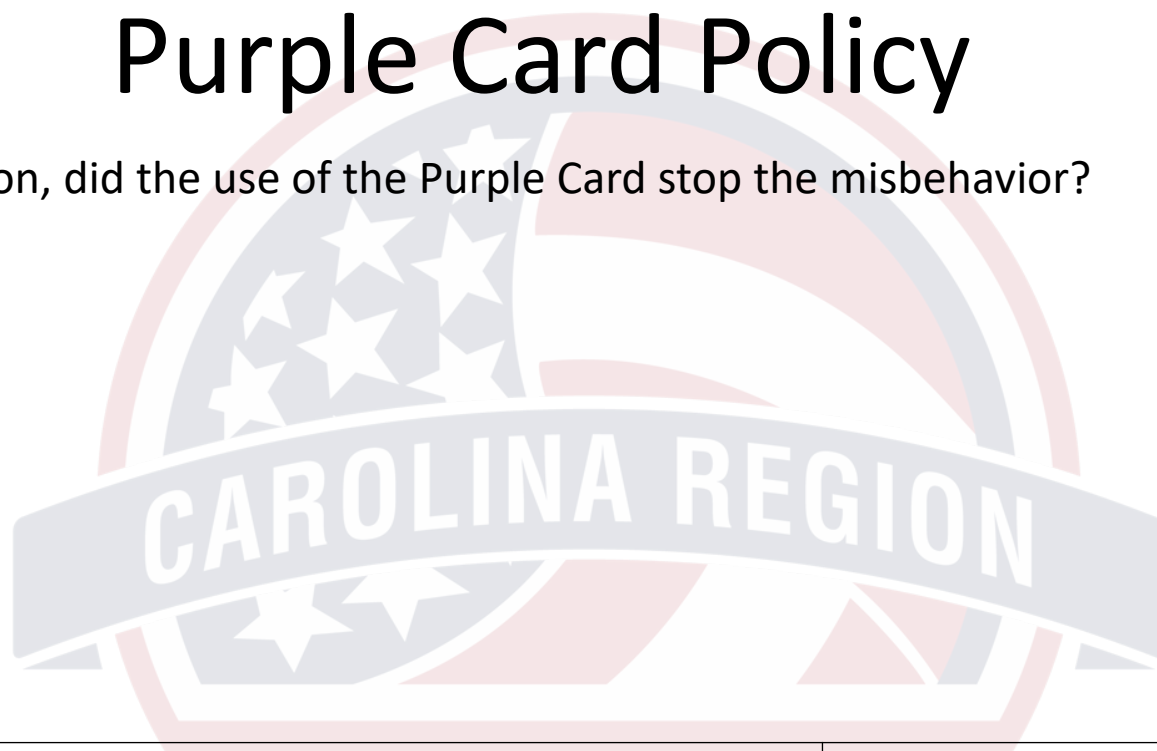 Purple Card Policy
on, did the use of the Purple Card stop the misbehavior?
CAROLINA REGION